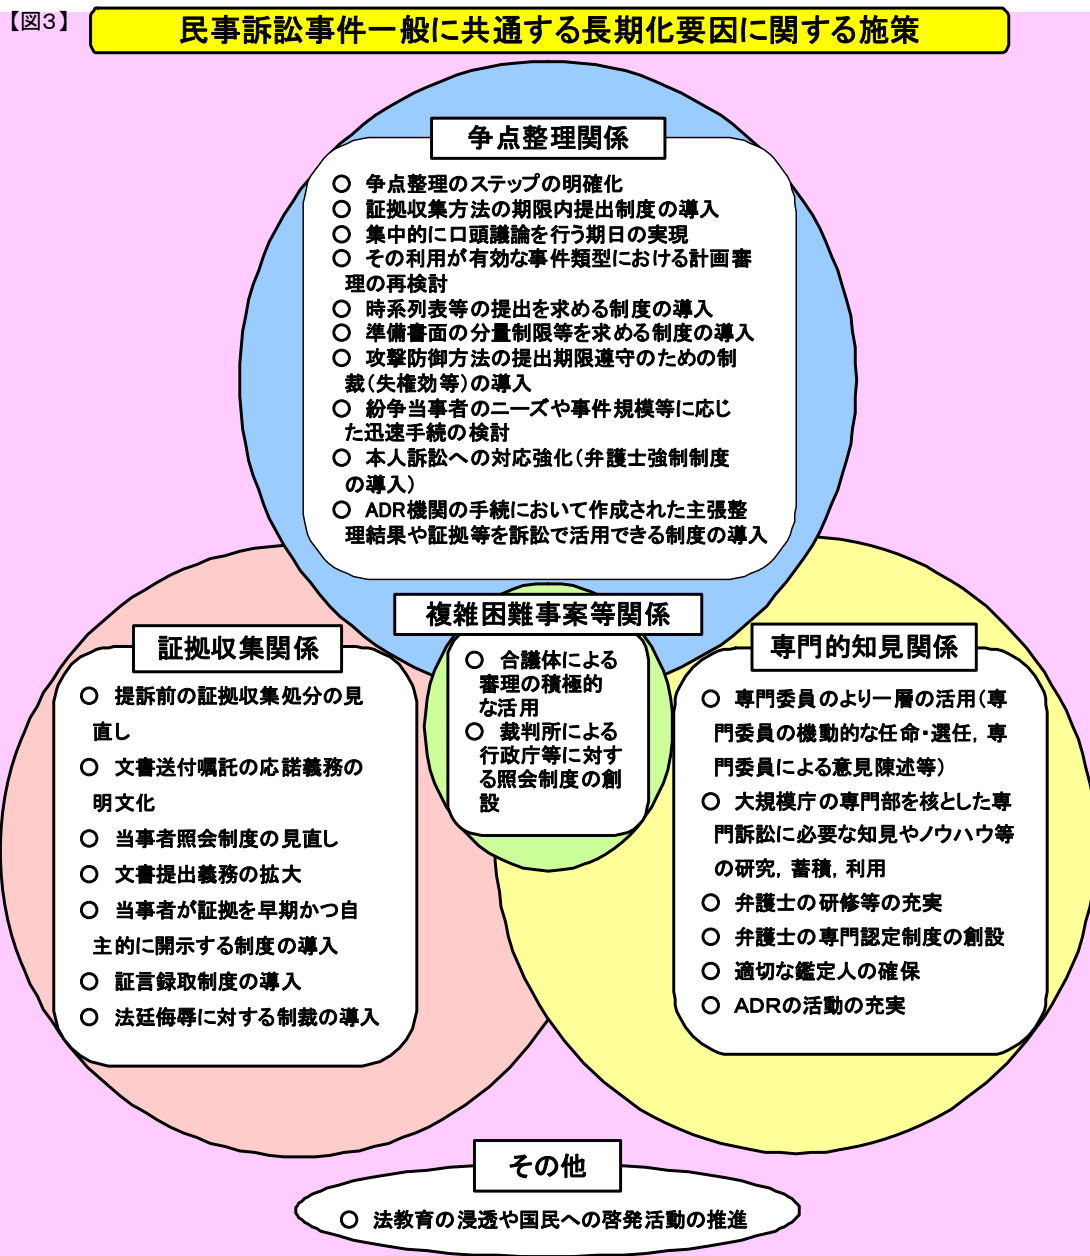 【図3】
民事訴訟事件一般に共通する長期化要因に関する施策
争点整理関係
○ 争点整理のステップの明確化
○ 証拠収集方法の期限内提出制度の導入
○ 集中的に口頭議論を行う期日の実現
○ その利用が有効な事件類型における計画審
理の再検討
○ 時系列表等の提出を求める制度の導入
○ 準備書面の分量制限等を求める制度の導入
○ 攻撃防御方法の提出期限遵守のための制
裁(失権効等)の導入
○ 紛争当事者のニーズや事件規模等に応じ
た迅速手続の検討
○ 本人訴訟への対応強化(弁護士強制制度
の導入)
○ ADR機関の手続において作成された主張整
理結果や証拠等を訴訟で活用できる制度の導入
複雑困難事案等関係
○ 合議体による
審理の積極的
な活用
○ 裁判所による
行政庁等に対す
る照会制度の創
設
証拠収集関係
○ 提訴前の証拠収集処分の見
直し
○ 文書送付嘱託の応諾義務の
明文化
○ 当事者照会制度の見直し
○ 文書提出義務の拡大
○ 当事者が証拠を早期かつ自
主的に開示する制度の導入
○ 証言録取制度の導入
○ 法廷侮辱に対する制裁の導入
専門的知見関係
○ 専門委員のより一層の活用(専
門委員の機動的な任命・選任,専
門委員による意見陳述等)
○ 大規模庁の専門部を核とした専
門訴訟に必要な知見やノウハウ等
の研究,蓄積,利用
○ 弁護士の研修等の充実
○ 弁護士の専門認定制度の創設
○ 適切な鑑定人の確保
○ ADRの活動の充実
その他
○ 法教育の浸透や国民への啓発活動の推進